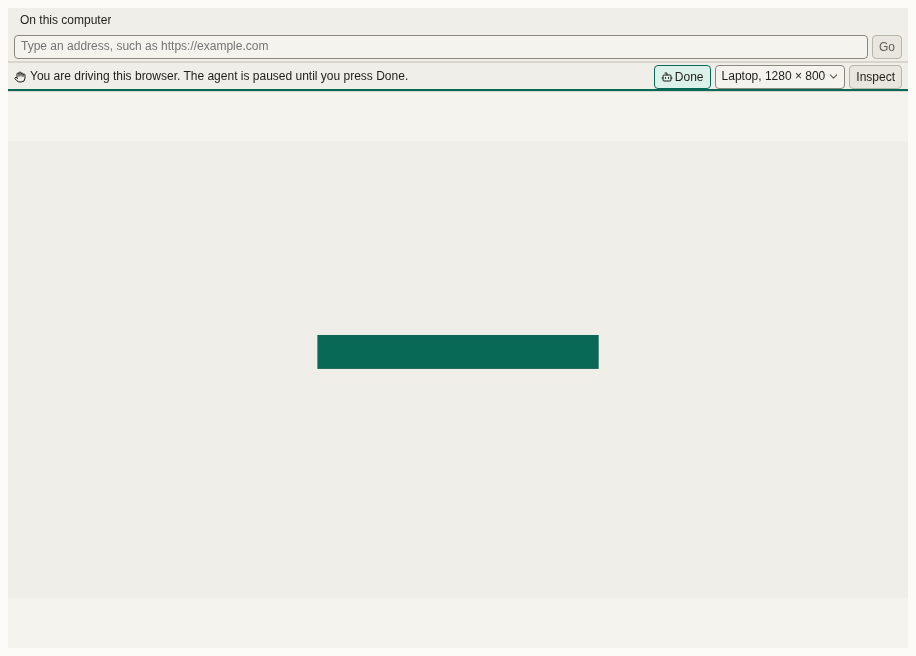 On this computer
Type an address, such as https://example.com
Go
You are driving this browser. The agent is paused until you press Done.
Done
Laptop, 1280 × 800
Inspect